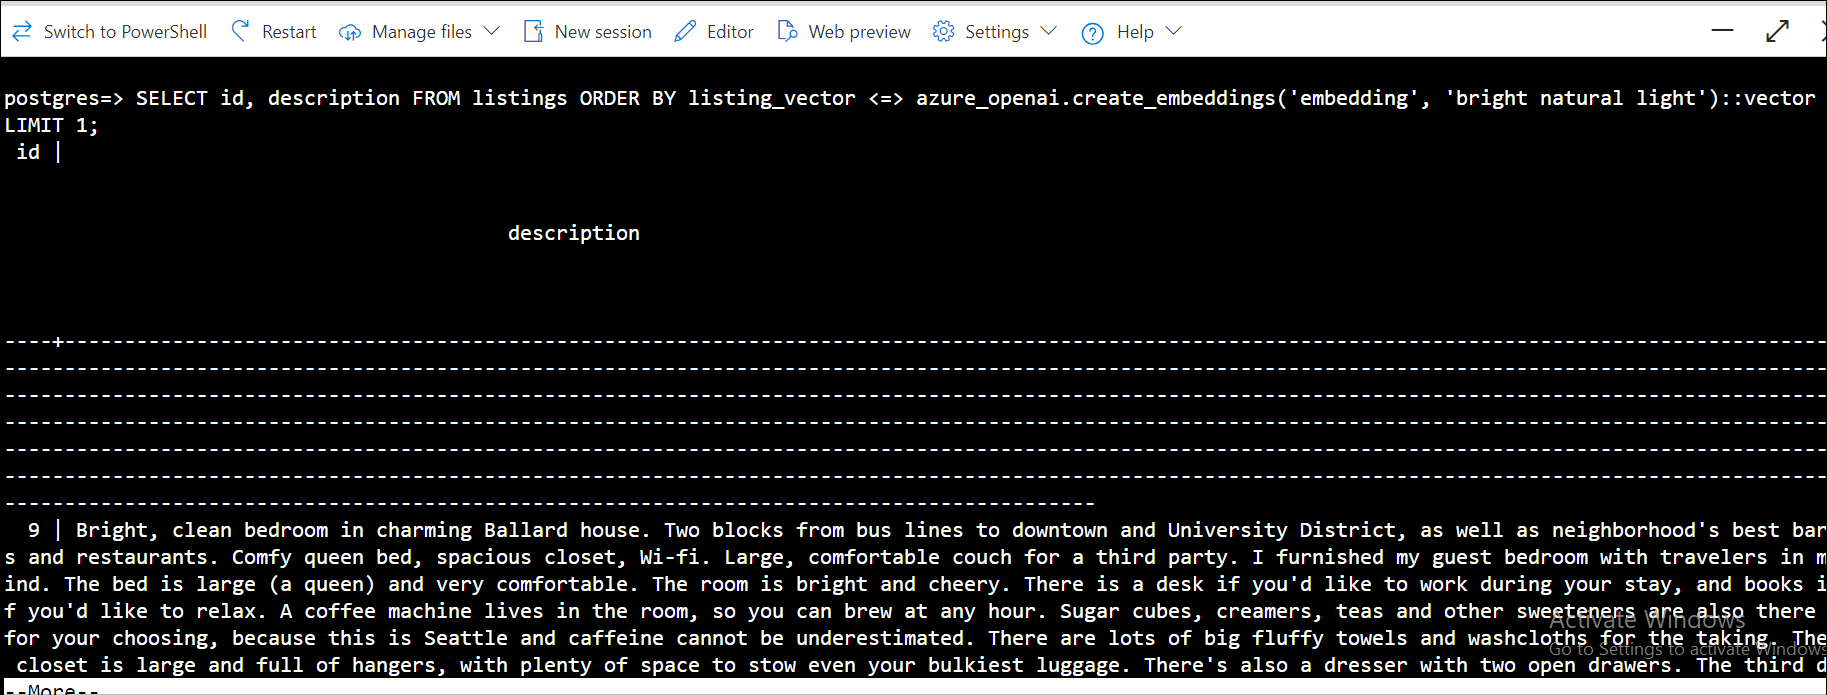 Switch to PowerShell Restart Manage files New session Editor Web preview Settings Help
postgres=> SELECT id, description FROM listings ORDER BY listing_vector <=> azure_openai.create_embeddings('embedding', 'bright natural light')::vector
LIMIT 1;
 id |
description
----+---------------------------------------------------------------------------------------------------------------------------------------------------
--------------------------------------------------------------------------------------------------------------------------------------------------------
--------------------------------------------------------------------------------------------------------------------------------------------------------
--------------------------------------------------------------------------------------------------------------------------------------------------------
--------------------------------------------------------------------------------------------------------------------------------------------------------
--------------------------------------------------------------------------------------------------------------------------------------------------------
-------------------------------------------------------------------------------------------
  9 | Bright, clean bedroom in charming Ballard house. Two blocks from bus lines to downtown and University District, as well as neighborhood's best bar
s and restaurants. Comfy queen bed, spacious closet, Wi-fi. Large, comfortable couch for a third party. I furnished my guest bedroom with travelers in m
ind. The bed is large (a queen) and very comfortable. The room is bright and cheery. There is a desk if you'd like to work during your stay, and books i
f you'd like to relax. A coffee machine lives in the room, so you can brew at any hour. Sugar cubes, creamers, teas and other sweeteners are also there
for your choosing, because this is Seattle and caffeine cannot be underestimated. There are lots of big fluffy towels and washcloths for the taking. The
 closet is large and full of hangers, with plenty of space to stow even your bulkiest luggage. There's also a dresser with two open drawers. The third d
--More--
Activate Windows
Go to Settings to activate Windows